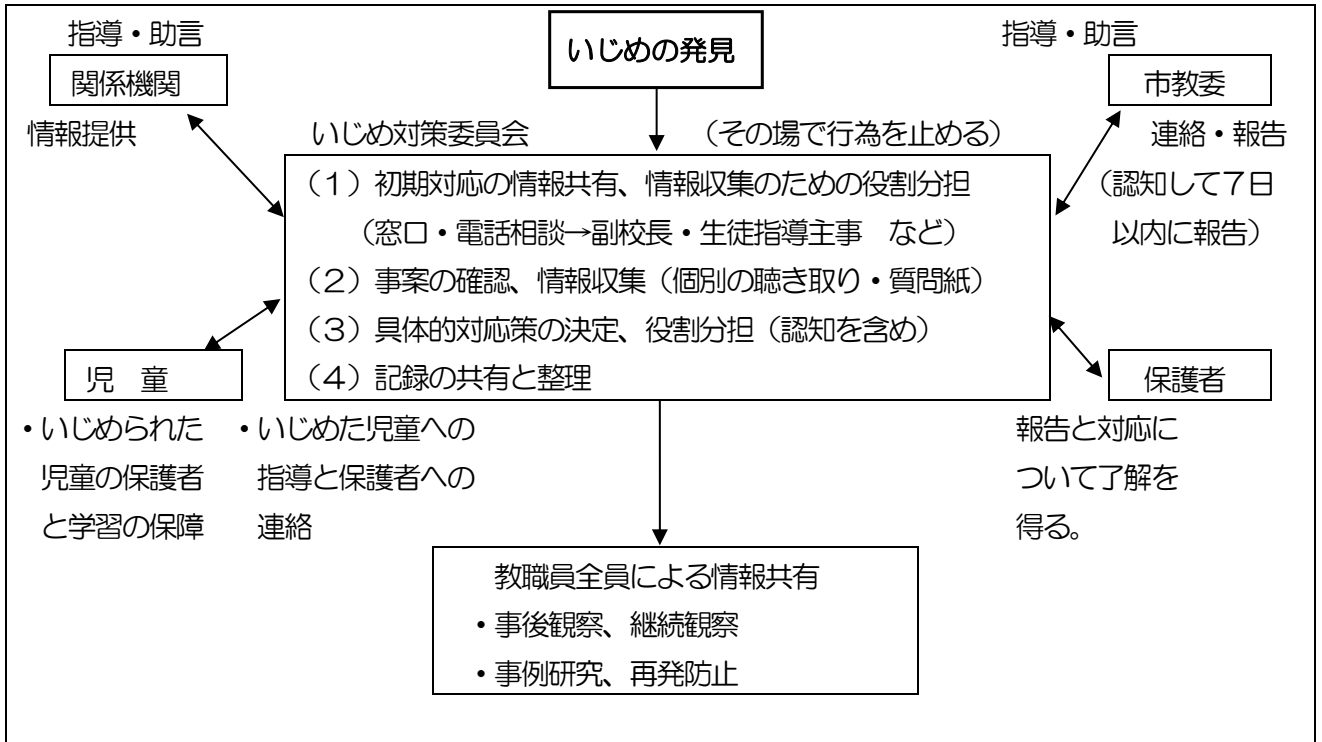 指導・助言
いじめの発見
指導・助言
関係機関
市教委
情報提供
いじめ対策委員会
(その場で行為を止める)
連絡・報告
(認知して7日
以内に報告)
(1)初期対応の情報共有、情報収集のための役割分担
(窓口・電話相談→副校長・生徒指導主事 など)
(2)事案の確認、情報収集(個別の聴き取り・質問紙)
(3)具体的対応策の決定、役割分担(認知を含め)
(4)記録の共有と整理
児 童
保護者
・いじめられた
児童の保護者
と学習の保障
・いじめた児童への
指導と保護者への
連絡
報告と対応に
ついて了解を
得る。
教職員全員による情報共有
・事後観察、継続観察
・事例研究、再発防止